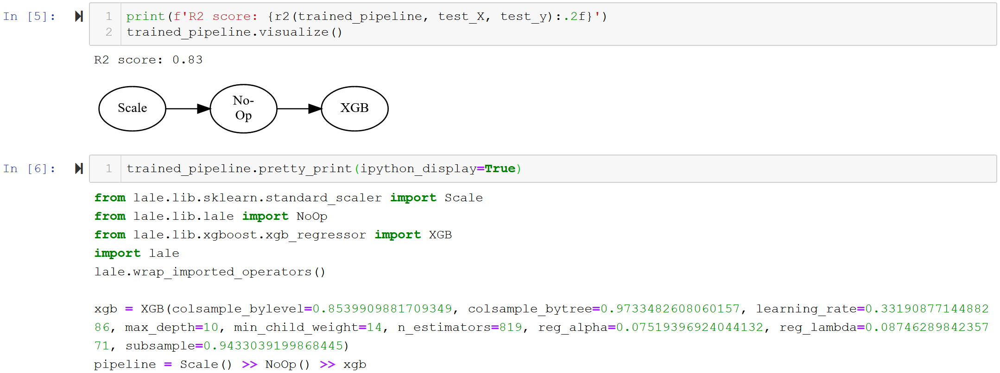 In [5]:
1 print(f'R2 score: {r2(trained_pipeline, test_X, test_y):.2f}')
2 trained_pipeline.visualize()
R2 score: 0.83
Scale
No-
Op
XGB
In [6]:
1 trained_pipeline.pretty_print(ipython_display=True)
from lale.lib.sklearn.standard_scaler import Scale
from lale.lib.lale import NoOp
from lale.lib.xgboost.xgb_regressor import XGB
import lale
lale.wrap_imported_operators()
xgb = XGB(colsample_bylevel=0.8539909881709349, colsample_bytree=0.9733482608060157, learning_rate=0.33190877144882
86, max_depth=10, min_child_weight=14, n_estimators=819, reg_alpha=0.07519396924044132, reg_lambda=0.08746289842357
71, subsample=0.9433039199868445)
pipeline = Scale() >> NoOp() >> xgb